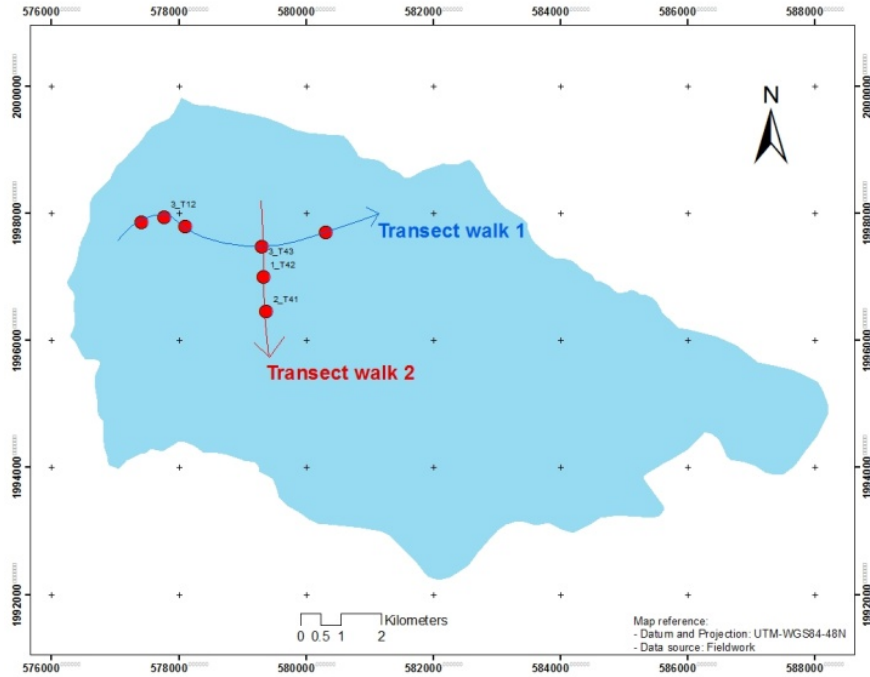 576000 578000 580000 582000 584000 586000 588000
2000000
1998000
1996000
1994000
1992000
2000000
1998000
1996000
1994000
1992000
N
3_T12
Transect walk 1
3_T43
1_T42
2_T41
Transect walk 2
Kilometers
0 0.5 1 2
Map reference:
- Datum and Projection: UTM-WGS84-48N
- Data source: Fieldwork
576000 578000 580000 582000 584000 586000 588000